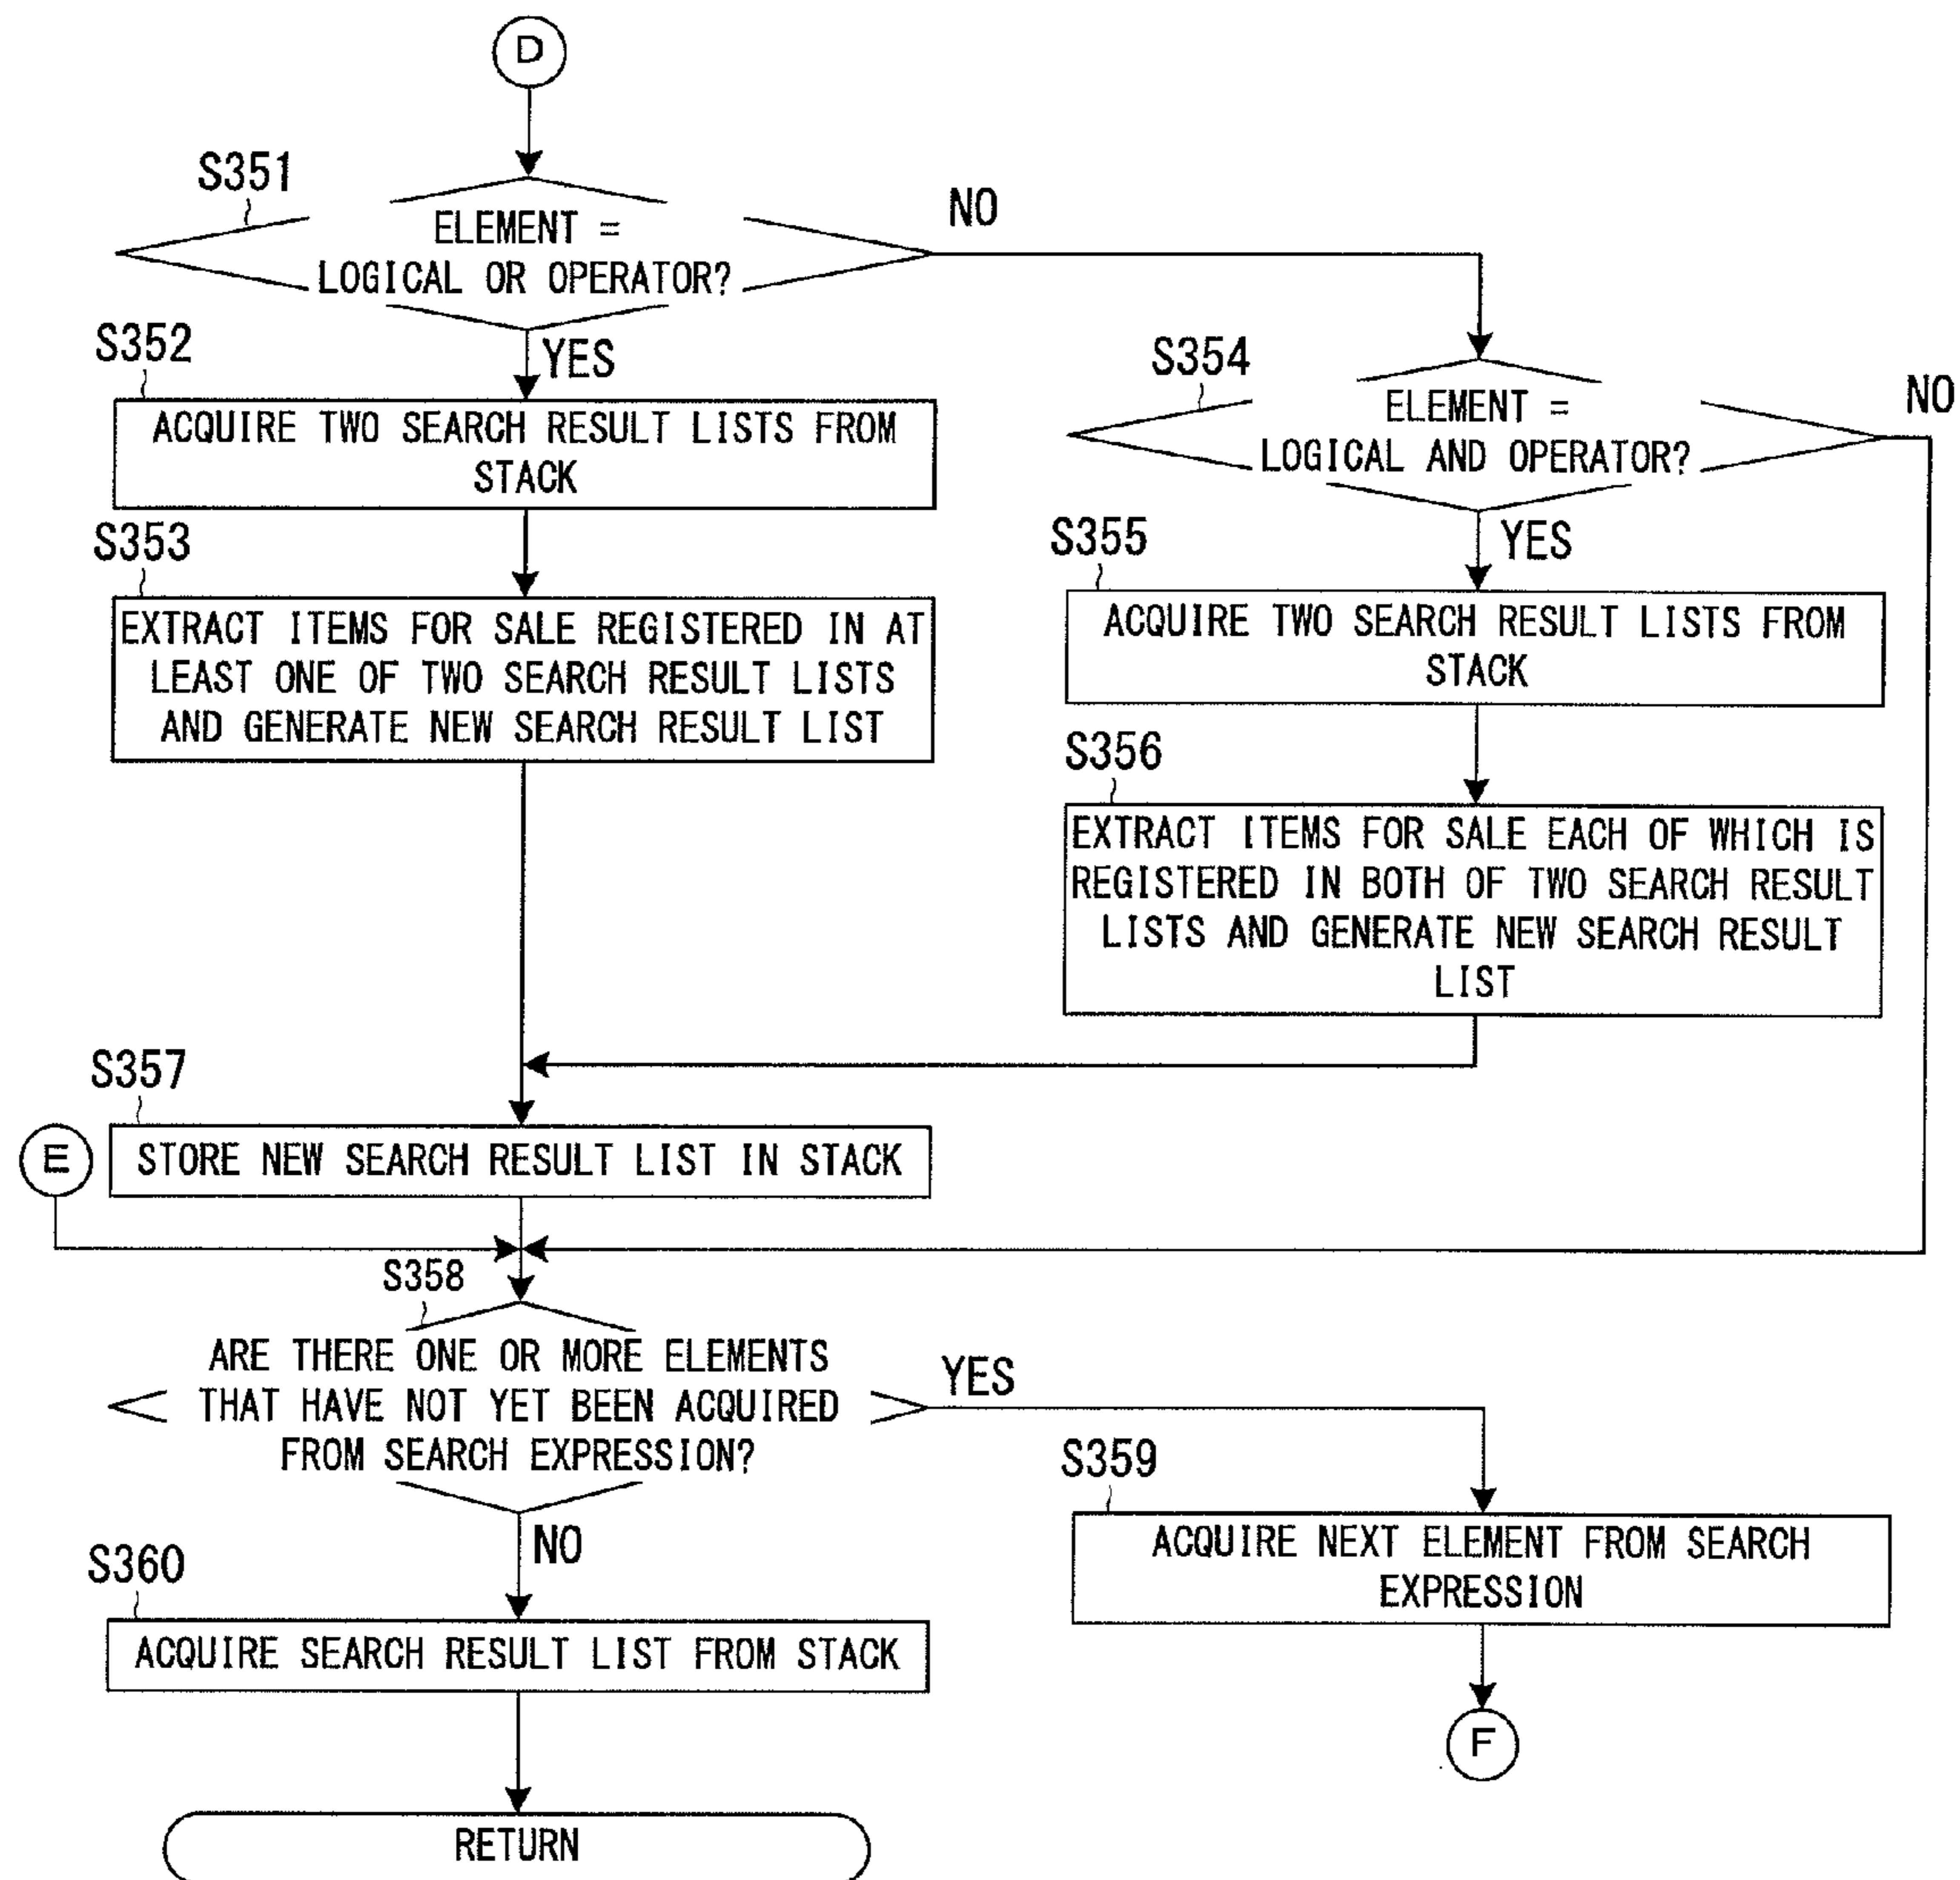 D
S351
ELEMENT =
LOGICAL OR OPERATOR?
NO
YES
S352
ACQUIRE TWO SEARCH RESULT LISTS FROM
STACK
S353
EXTRACT ITEMS FOR SALE REGISTERED IN AT
LEAST ONE OF TWO SEARCH RESULT LISTS
AND GENERATE NEW SEARCH RESULT LIST
S354
ELEMENT =
LOGICAL AND OPERATOR?
NO
YES
S355
ACQUIRE TWO SEARCH RESULT LISTS FROM
STACK
S356
EXTRACT ITEMS FOR SALE EACH OF WHICH IS
REGISTERED IN BOTH OF TWO SEARCH RESULT
LISTS AND GENERATE NEW SEARCH RESULT
LIST
S357
E
STORE NEW SEARCH RESULT LIST IN STACK
S358
ARE THERE ONE OR MORE ELEMENTS
THAT HAVE NOT YET BEEN ACQUIRED
FROM SEARCH EXPRESSION?
YES
NO
S359
ACQUIRE NEXT ELEMENT FROM SEARCH
EXPRESSION
F
S360
ACQUIRE SEARCH RESULT LIST FROM STACK
RETURN